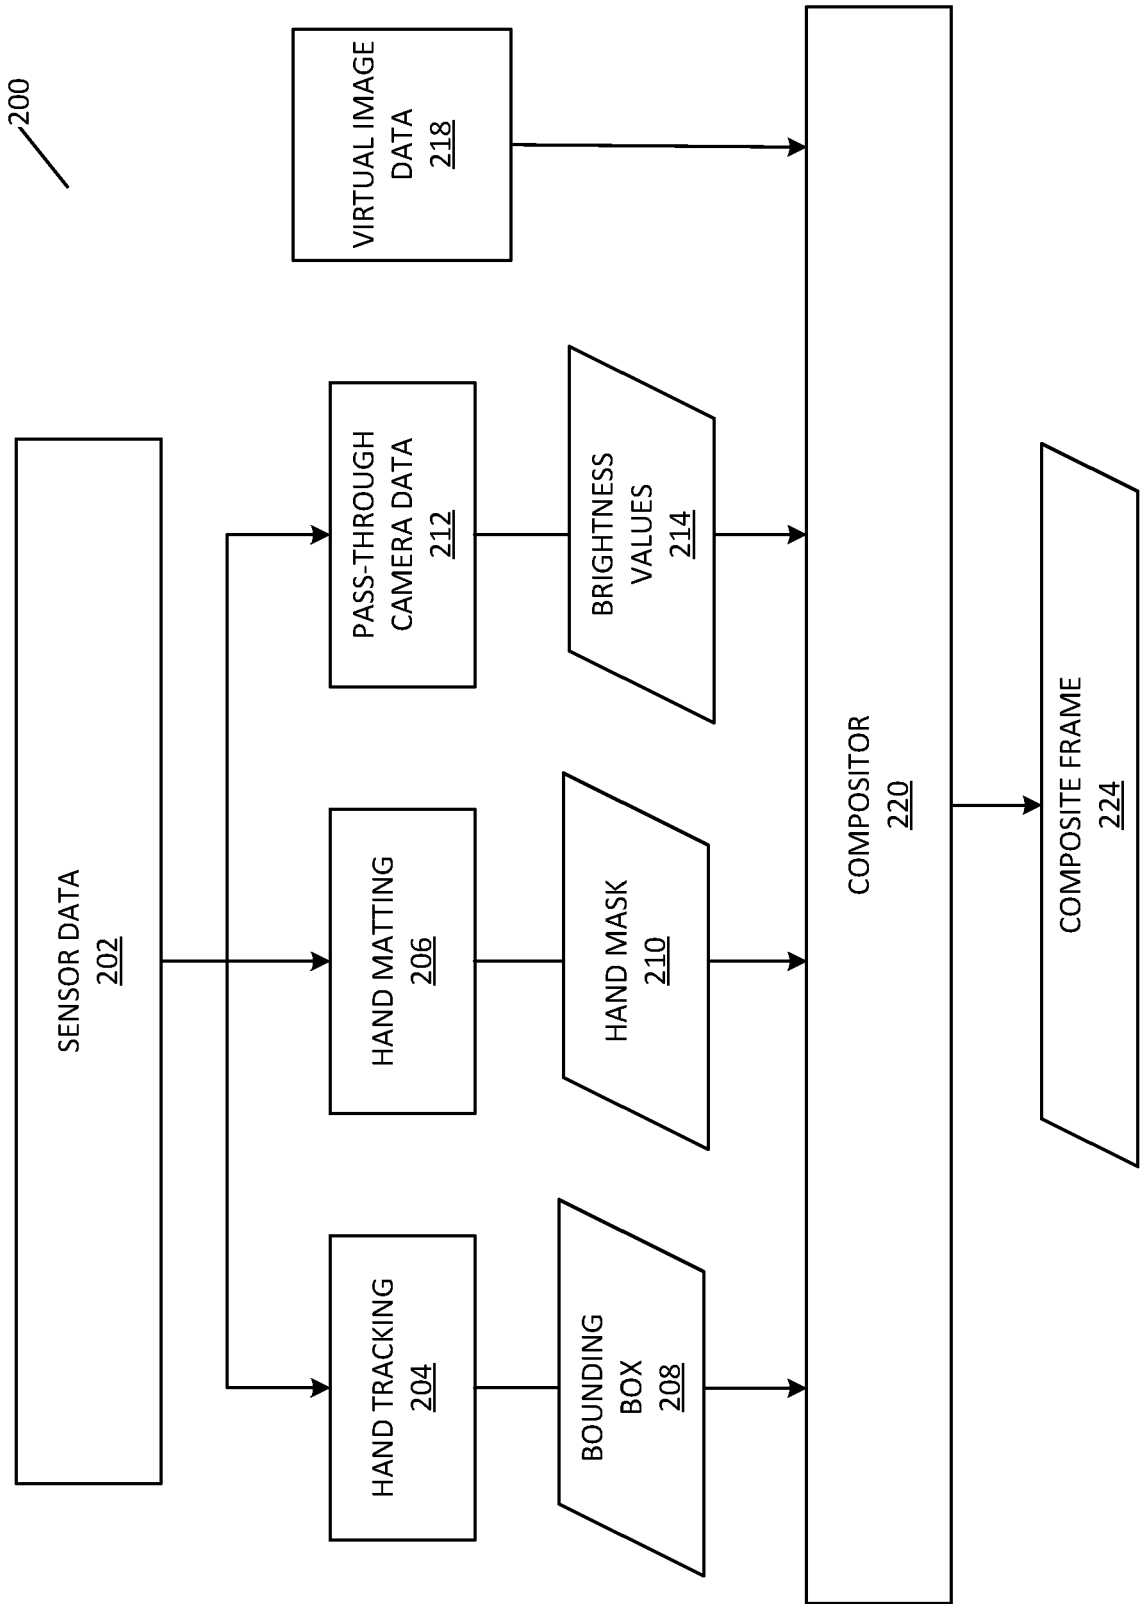 200
SENSOR DATA
202
HAND TRACKING
204
HAND MATTING
206
PASS-THROUGH
CAMERA DATA
212
VIRTUAL IMAGE
DATA
218
BOUNDING
BOX
208
HAND MASK
210
BRIGHTNESS
VALUES
214
COMPOSITOR
220
COMPOSITE FRAME
224